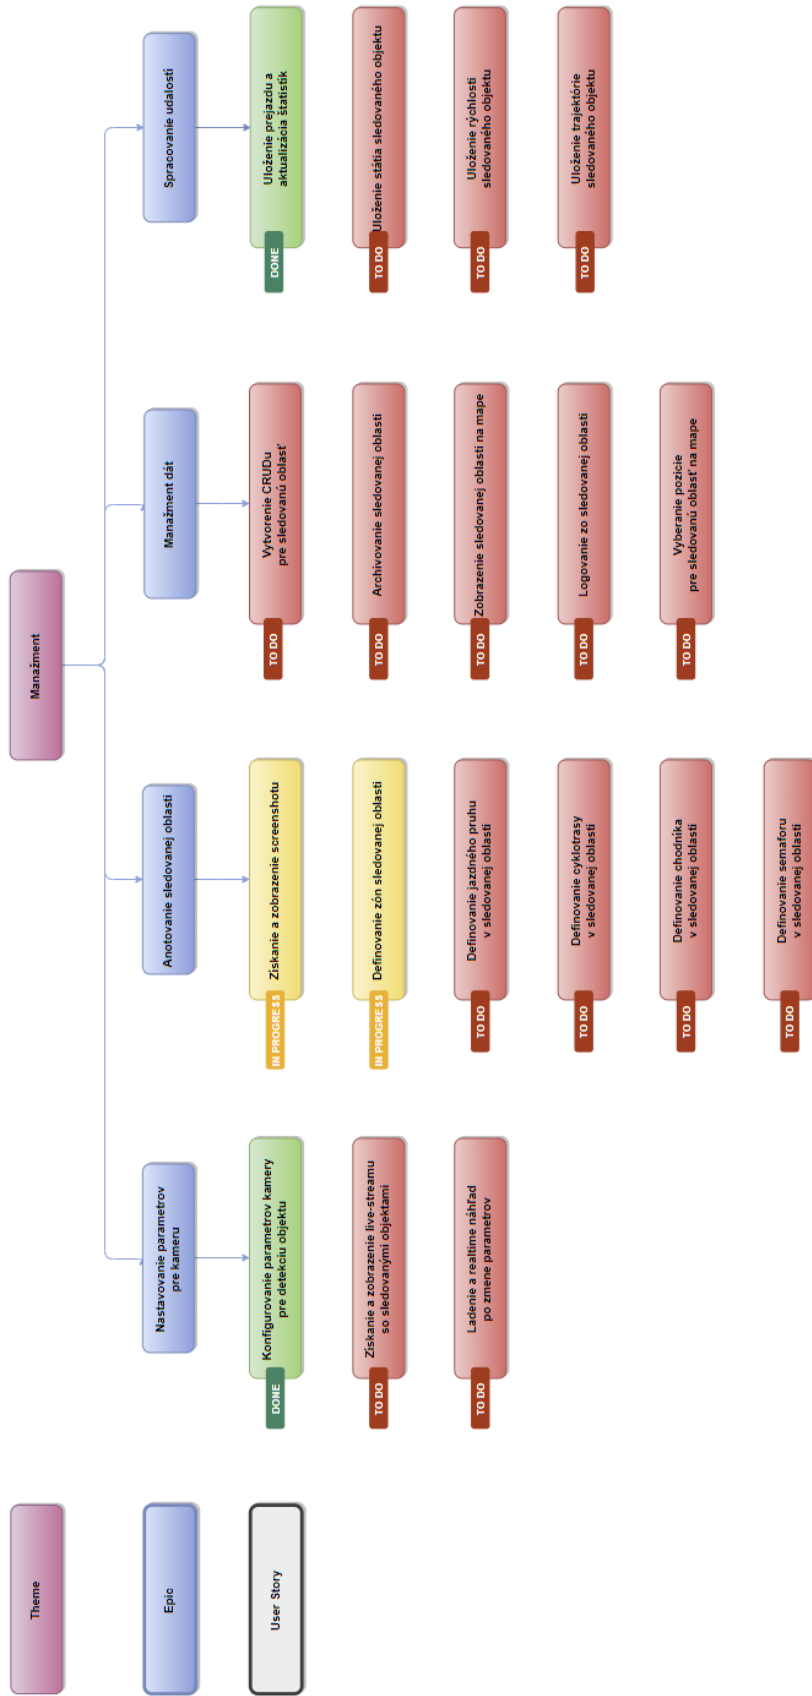 Theme
Manažment
Epic
Nastavovanie parametrov
pre kameru
Anotovanie sledovanej oblasti
Manažment dát
Spracovanie udalostí
User Story
DONE
Konfigurovanie parametrov kamery
pre detekciu objektu
IN PROGRESS
Získanie a zobrazenie screenshotu
TO DO
Vytvorenie CRUDu
pre sledovanú oblasť
DONE
Uloženie prejazdu a
aktualizácia štatistík
TO DO
Získanie a zobrazenie live-streamu
so sledovanými objektami
IN PROGRESS
Definovanie zón sledovanej oblasti
TO DO
Archivovanie sledovanej oblasti
TO DO
Uloženie státia sledovaného objektu
TO DO
Ladenie a realtime náhľad
po zmene parametrov
TO DO
Definovanie jazdného pruhu
v sledovanej oblasti
TO DO
Zobrazenie sledovanej oblasti na mape
TO DO
Uloženie rýchlosti
sledovaného objektu
TO DO
Definovanie cyklotrasy
v sledovanej oblasti
TO DO
Logovanie zo sledovanej oblasti
TO DO
Uloženie trajektórie
sledovaného objektu
TO DO
Definovanie chodníka
v sledovanej oblasti
TO DO
Vyberanie pozície
pre sledovanú oblasť na mape
TO DO
Definovanie semaforu
v sledovanej oblasti